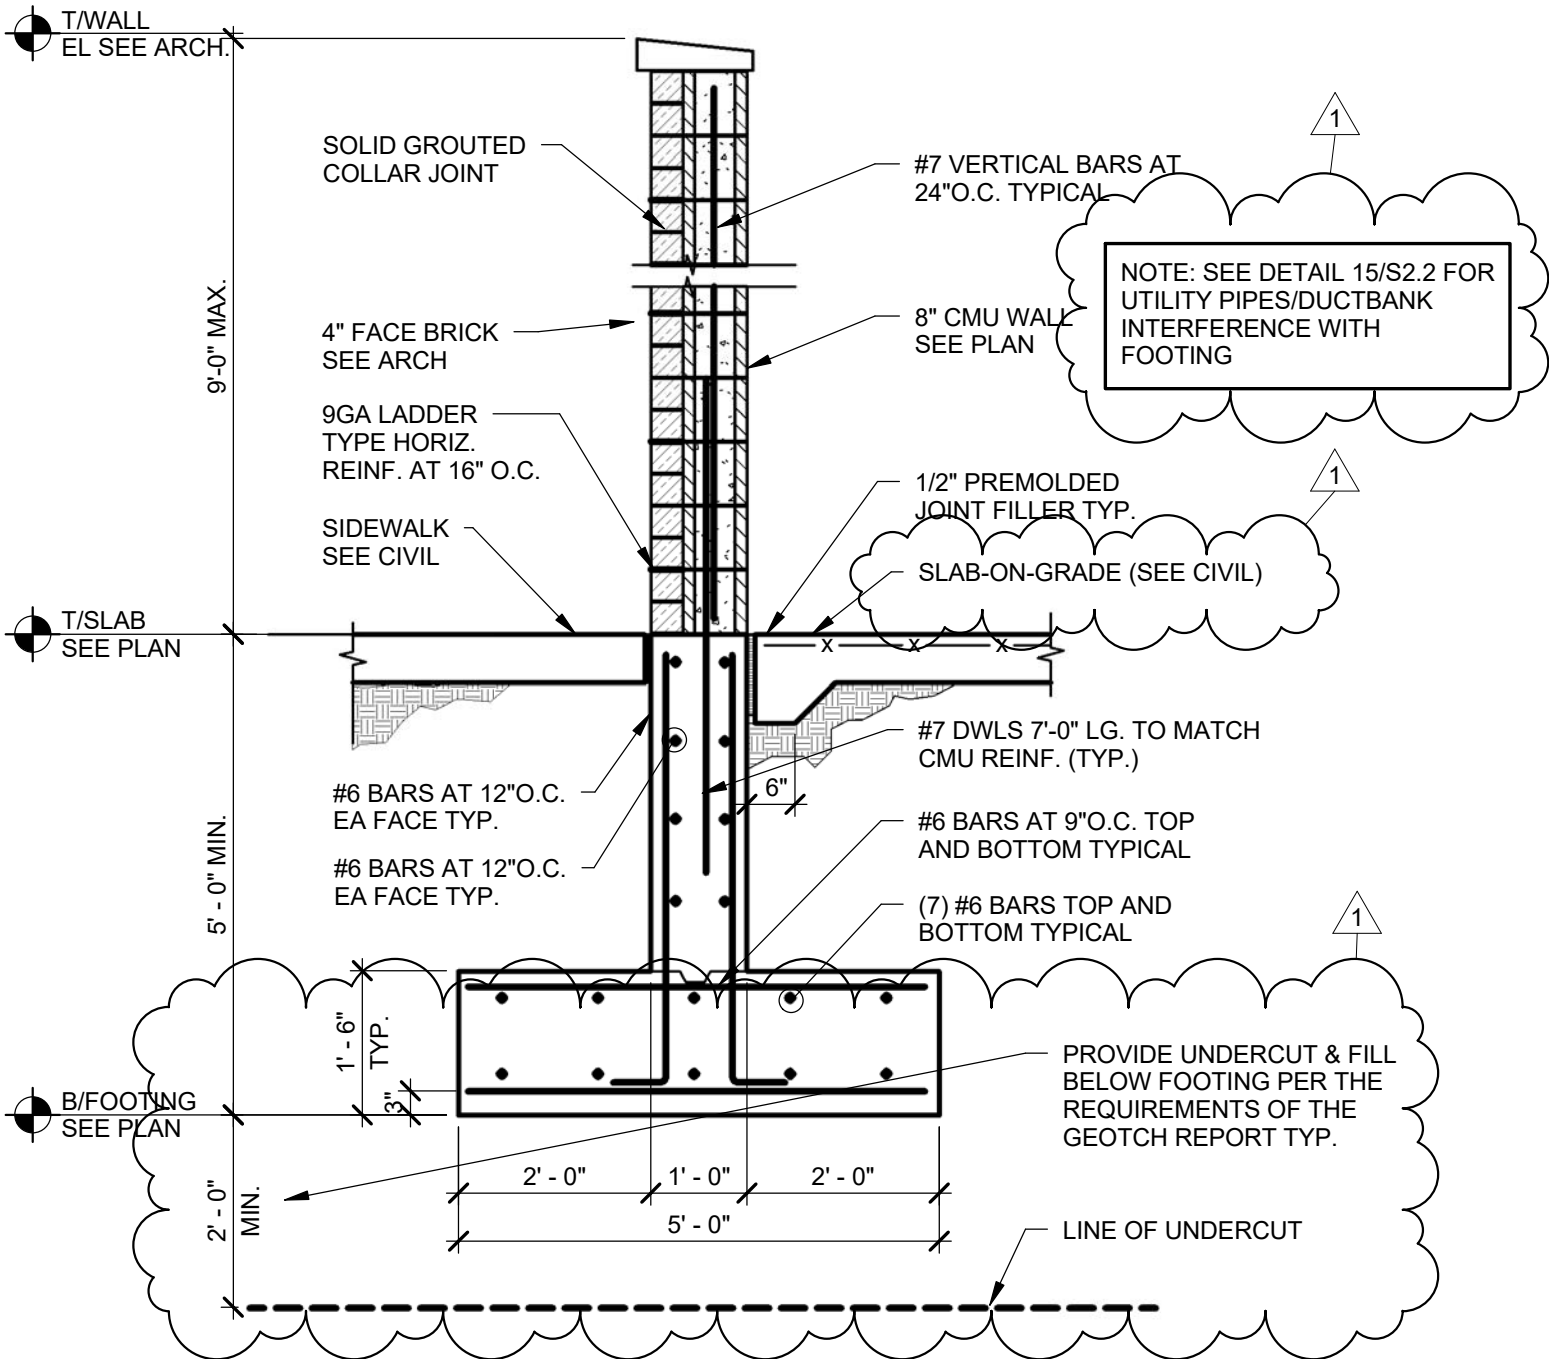 T/WALL
EL SEE ARCH.
SOLID GROUTED
COLLAR JOINT
#7 VERTICAL BARS AT
24"O.C. TYPICAL
1
NOTE: SEE DETAIL 15/S2.2 FOR
UTILITY PIPES/DUCTBANK
INTERFERENCE WITH
FOOTING
9'-0" MAX.
4" FACE BRICK
SEE ARCH
8" CMU WALL
SEE PLAN
9GA LADDER
TYPE HORIZ.
REINF. AT 16" O.C.
1/2" PREMOLDED
JOINT FILLER TYP.
1
SIDEWALK
SEE CIVIL
SLAB-ON-GRADE (SEE CIVIL)
T/SLAB
SEE PLAN
x x x
#7 DWLS 7'-0" LG. TO MATCH
CMU REINF. (TYP.)
6"
#6 BARS AT 12"O.C.
EA FACE TYP.
#6 BARS AT 9"O.C. TOP
AND BOTTOM TYPICAL
#6 BARS AT 12"O.C.
EA FACE TYP.
5' - 0" MIN.
(7) #6 BARS TOP AND
BOTTOM TYPICAL
1
1' - 6"
TYP.
3"
PROVIDE UNDERCUT & FILL
BELOW FOOTING PER THE
REQUIREMENTS OF THE
GEOTCH REPORT TYP.
B/FOOTING
SEE PLAN
2' - 0"
MIN.
2' - 0"
1' - 0"
2' - 0"
5' - 0"
LINE OF UNDERCUT